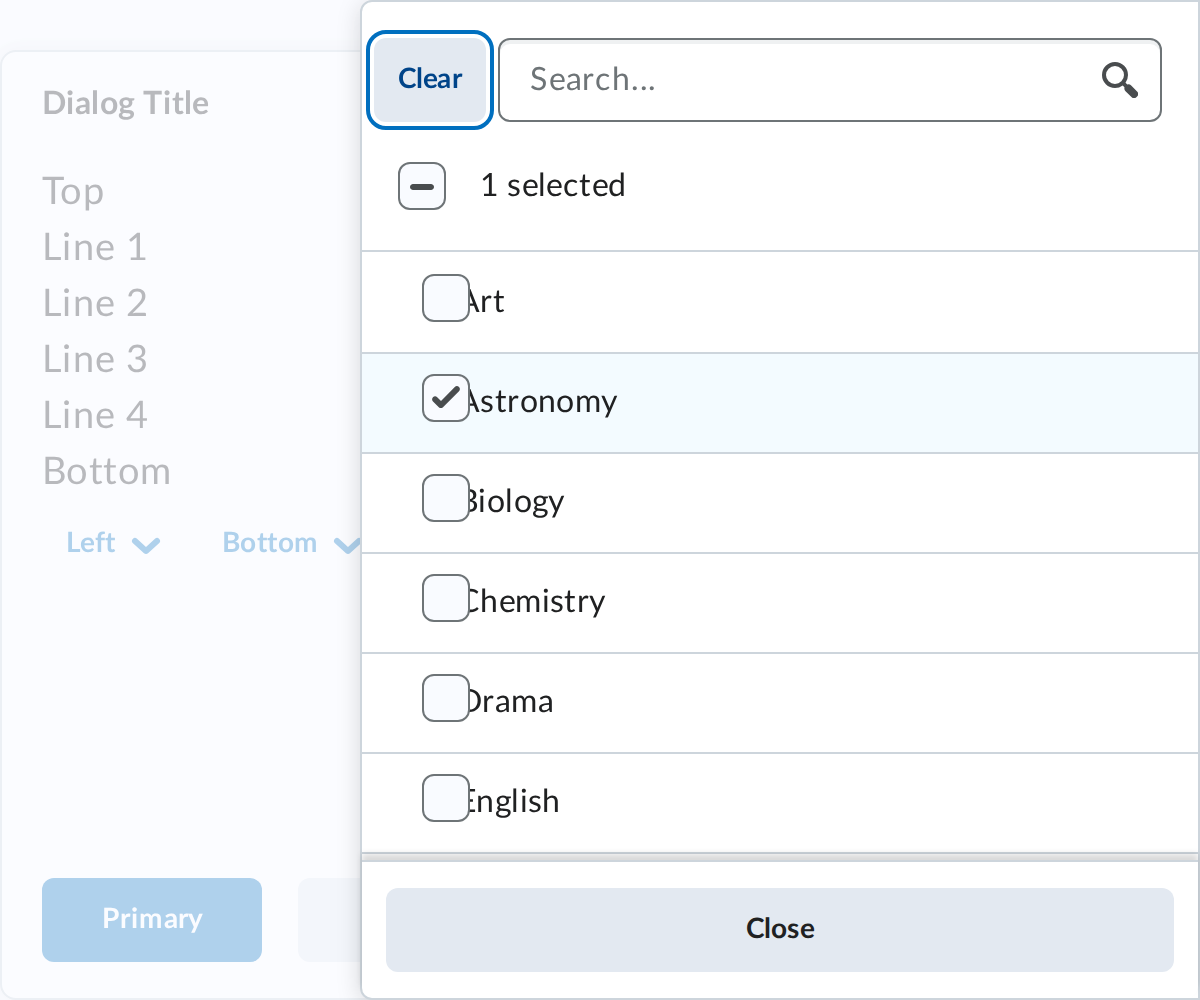 Clear
Search...
1 selected
Art
Astronomy
Biology
Chemistry
Drama
English
Close
Dialog Title
Top
Line 1
Line 2
Line 3
Line 4
Bottom
Left Bottom
Primary